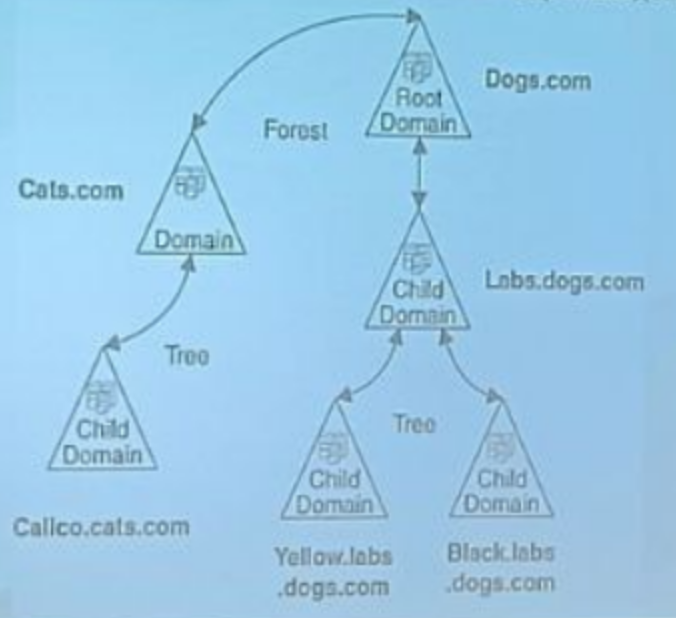 Dogs.com
Root
Domain
Forest
Cats.com
Domain
Labs.dogs.com
Child
Domain
Tree
Child
Domain
Tree
Child
Domain
Child
Domain
Calico.cats.com
Yellow.labs
.dogs.com
Black.labs
.dogs.com